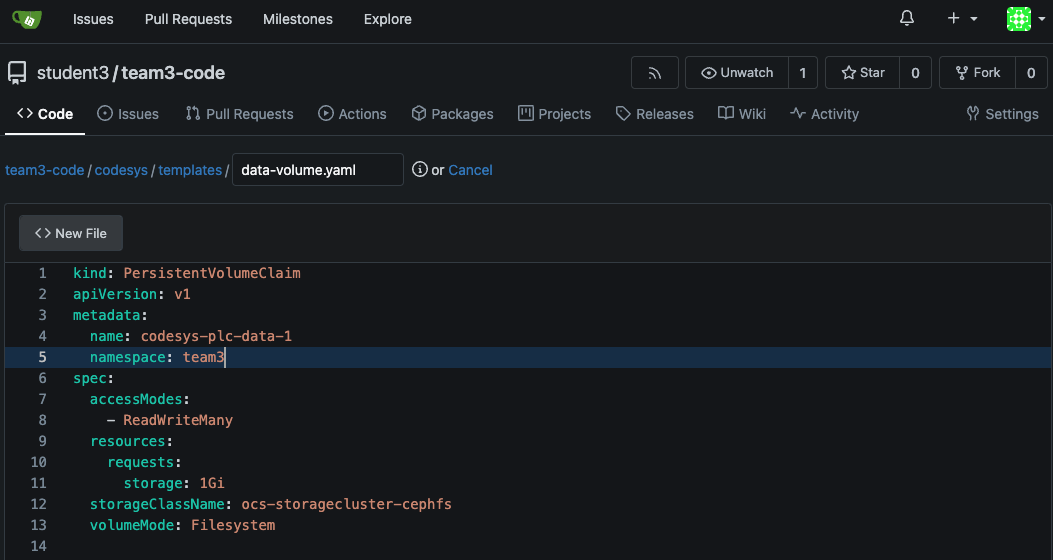 Issues Pull Requests Milestones Explore
student3/team3-code Unwatch 1 Star 0 Fork 0
Code Issues Pull Requests Actions Packages Projects Releases Wiki Activity Settings
team3-code/codesys/templates/ data-volume.yaml or Cancel
<> New File
1 kind: PersistentVolumeClaim
2 apiVersion: v1
3 metadata:
4   name: codesys-plc-data-1
5   namespace: team3
6 spec:
7   accessModes:
8     - ReadWriteMany
9   resources:
10     requests:
11       storage: 1Gi
12   storageClassName: ocs-storagecluster-cephfs
13   volumeMode: Filesystem
14